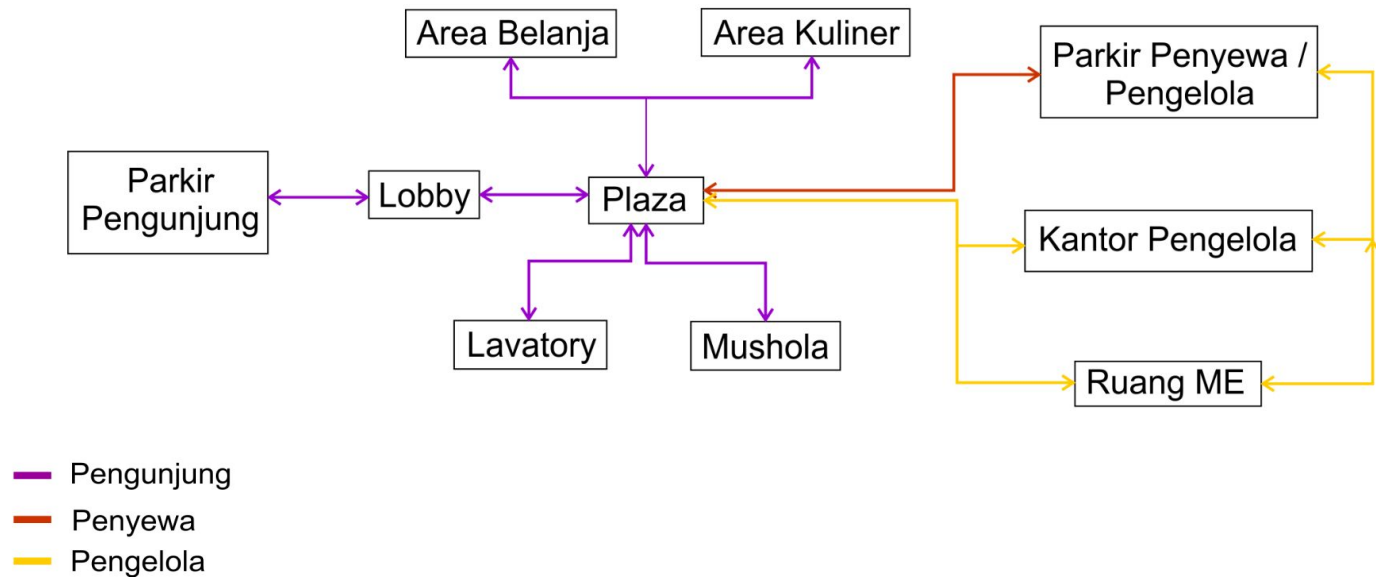 Area Belanja
Area Kuliner
Parkir Penyewa /
Pengelola
Parkir
Pengunjung
Lobby
Plaza
Kantor Pengelola
Lavatory
Mushola
Ruang ME
Pengunjung
Penyewa
Pengelola